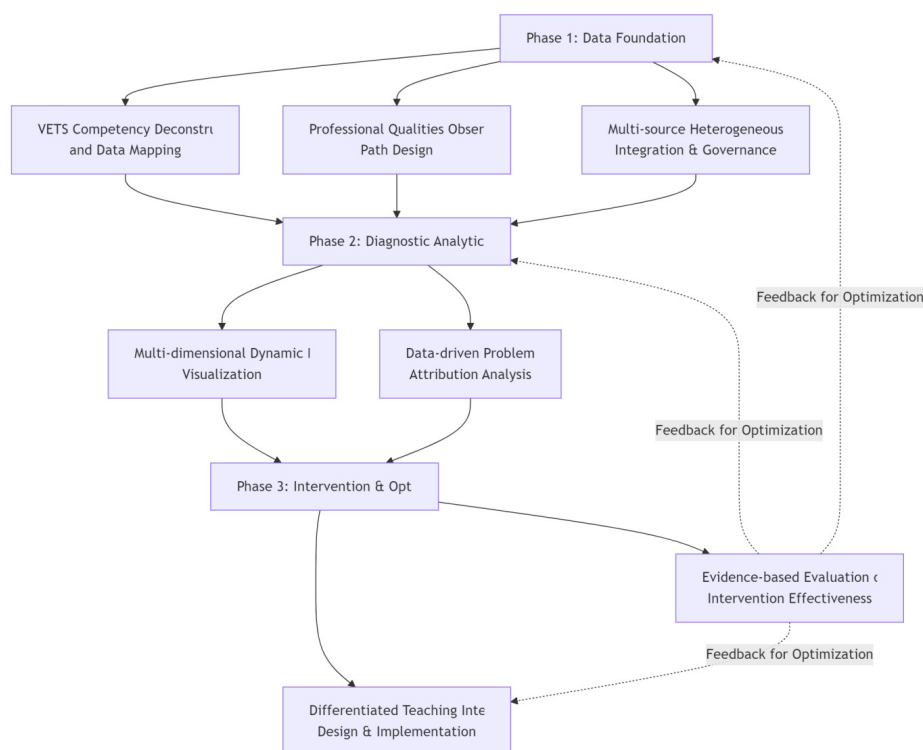 Phase 1: Data Foundation
VETS Competency Deconstru
and Data Mapping
Professional Qualities Obser
Path Design
Multi-source Heterogeneous
Integration & Governance
Phase 2: Diagnostic Analytic
Feedback for Optimization
Multi-dimensional Dynamic
Visualization
Data-driven Problem
Attribution Analysis
Feedback for Optimization
Phase 3: Intervention & Opt
Evidence-based Evaluation
Intervention Effectiveness
Feedback for Optimization
Differentiated Teaching Inte
Design & Implementation